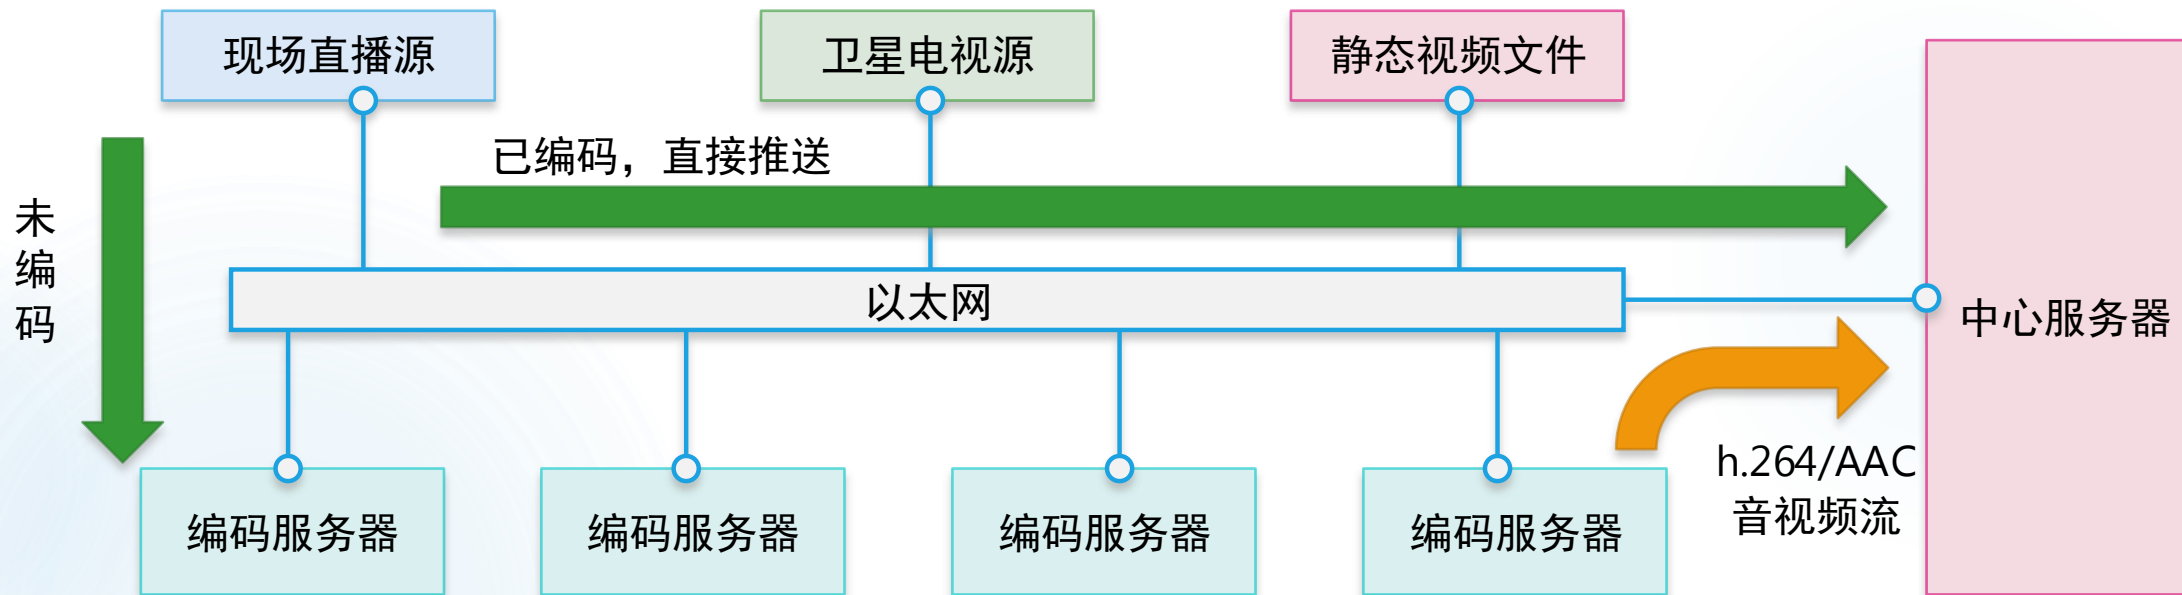 现场直播源
卫星电视源
静态视频文件
已编码，直接推送
未
编
码
以太网
中心服务器
h.264/AAC
音视频流
编码服务器
编码服务器
编码服务器
编码服务器